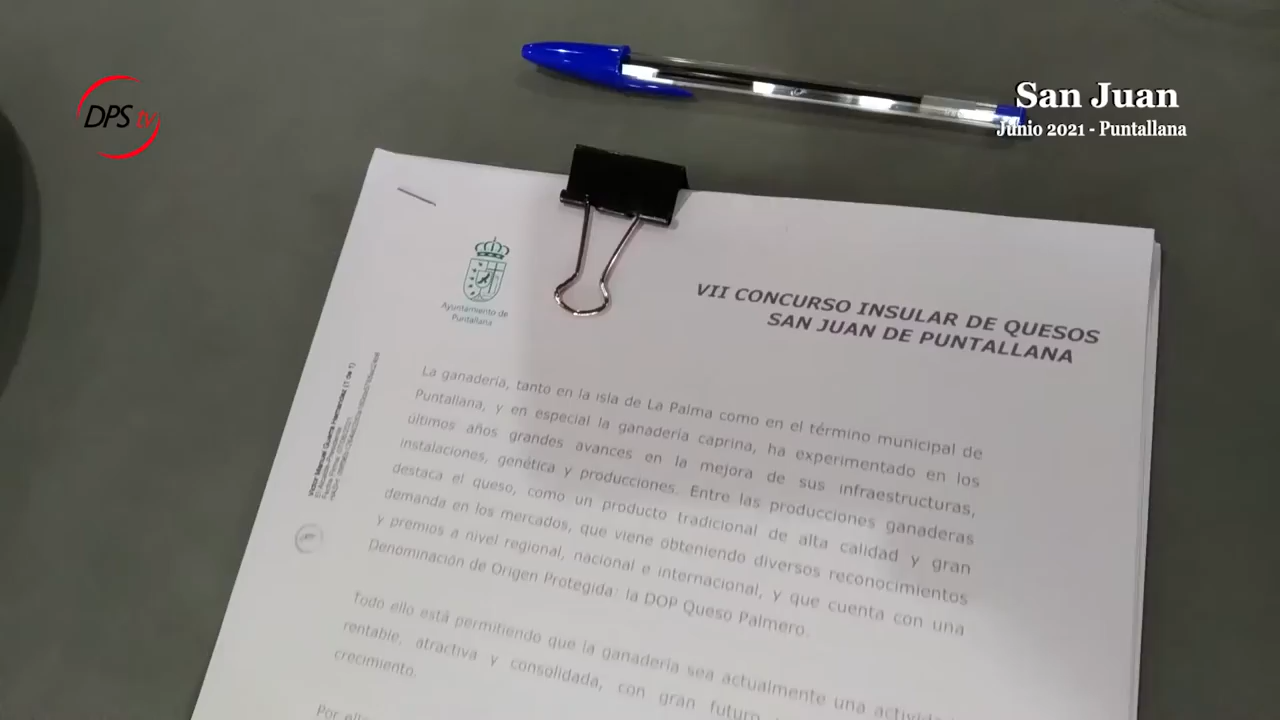 DPS tv
San Juan
Junio 2021 - Puntallana
Ayuntamiento de
Puntallana
VII CONCURSO INSULAR DE QUESOS
SAN JUAN DE PUNTALLANA
La ganadería, tanto en la isla de La Palma como en el término municipal de
Puntallana, y en especial la ganadería caprina, ha experimentado en los
últimos años grandes avances en la mejora de sus infraestructuras,
instalaciones, genética y producciones. Entre las producciones ganaderas
destaca el queso, como un producto tradicional de alta calidad y gran
demanda en los mercados, que viene obteniendo diversos reconocimientos
y premios a nivel regional, nacional e internacional, y que cuenta con una
Denominación de Origen Protegida: la DOP Queso Palmero.
Todo ello está permitiendo que la ganadería sea actualmente una
rentable, atractiva y consolidada, con gran futuro
crecimiento.
Por
(1 de 1)